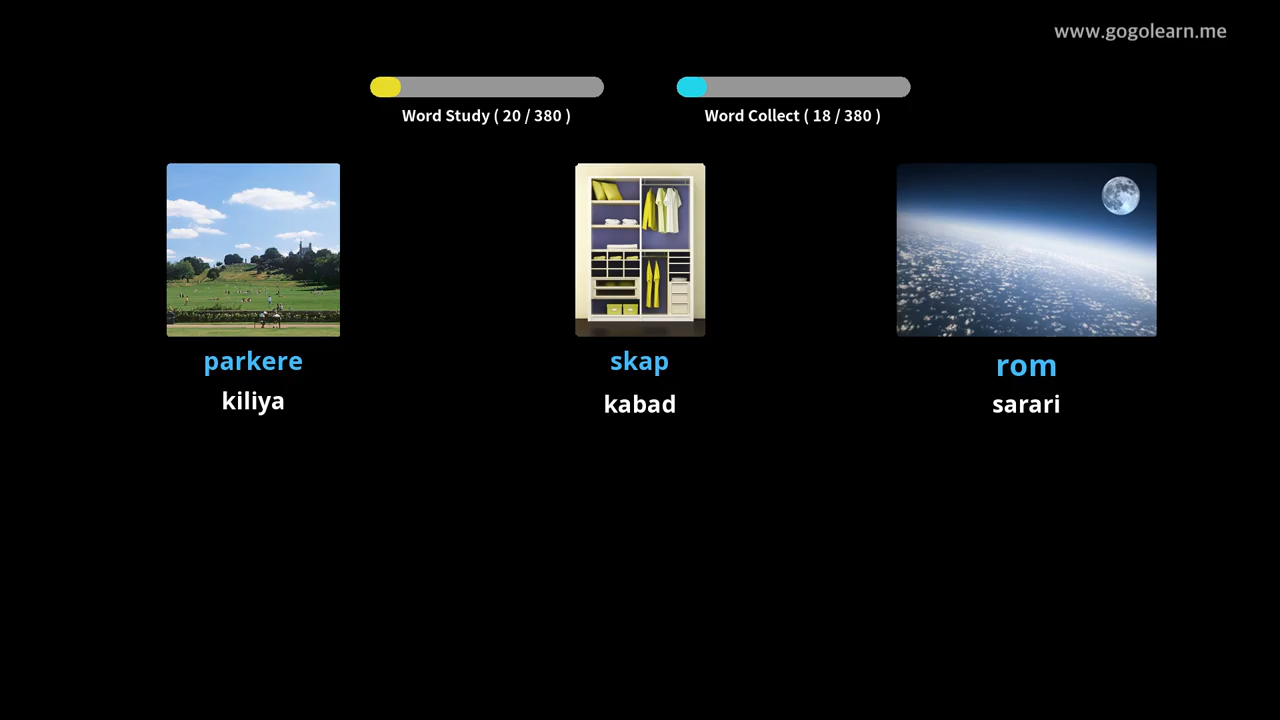 www.gogolearn.me
Word Study ( 20 / 380 )
Word Collect ( 18 / 380 )
parkere
skap
rom
kiliya
kabad
sarari